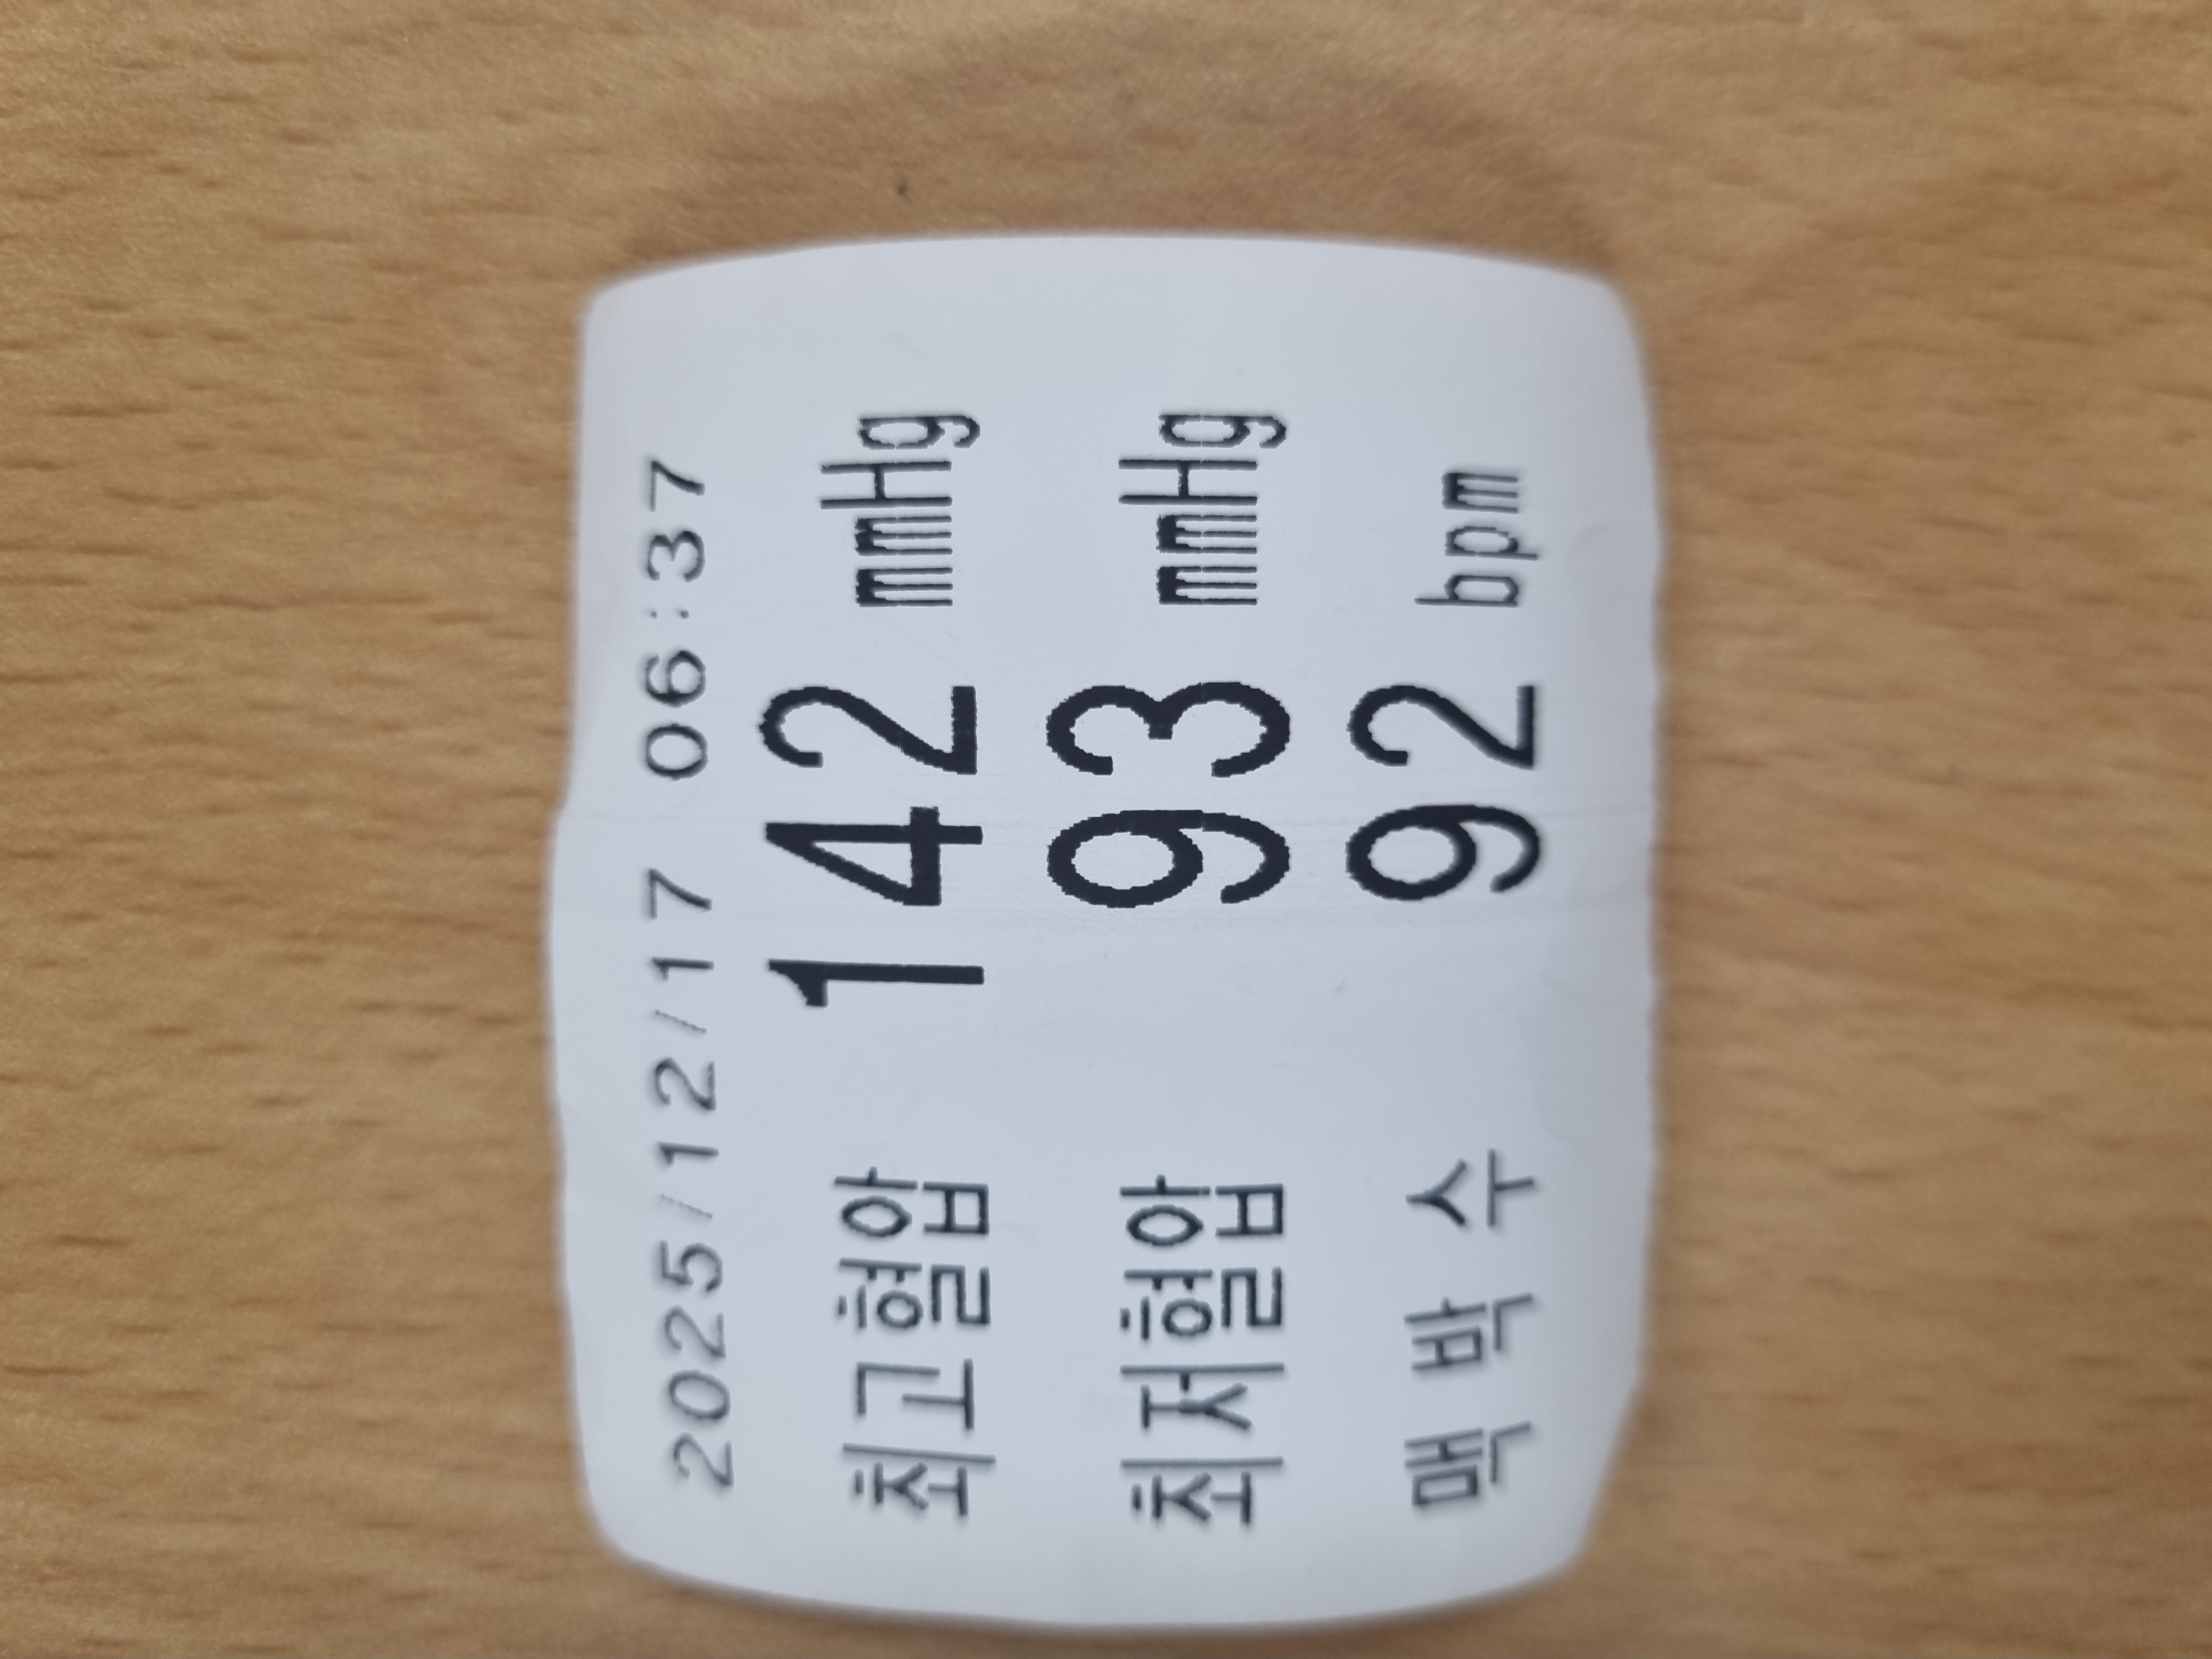 2025/12/17 06:37
최고혈압 142 mmHg
최저혈압 93 mmHg
맥 박 수 92 bpm